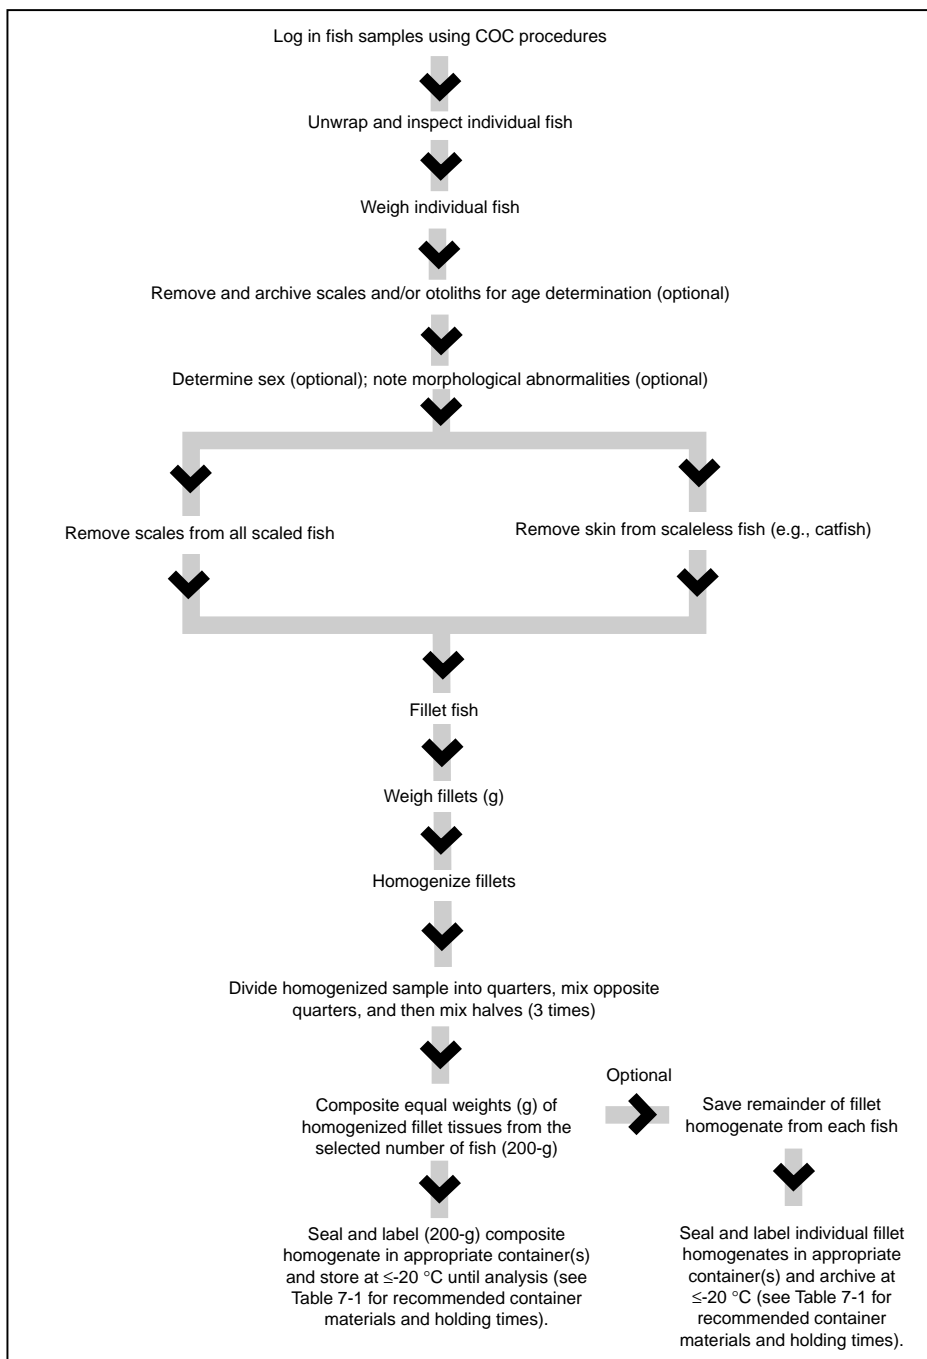 Log in fish samples using COC procedures
Unwrap and inspect individual fish
Weigh individual fish
Remove and archive scales and/or otoliths for age determination (optional)
Determine sex (optional); note morphological abnormalities (optional)
Remove scales from all scaled fish
Remove skin from scaleless fish (e.g., catfish)
Fillet fish
Weigh fillets (g)
Homogenize fillets
Divide homogenized sample into quarters, mix opposite
quarters, and then mix halves (3 times)
Composite equal weights (g) of
homogenized fillet tissues from the
selected number of fish (200-g)
Optional
Save remainder of fillet
homogenate from each fish
Seal and label (200-g) composite
homogenate in appropriate container(s)
and store at ≤-20 °C until analysis (see
Table 7-1 for recommended container
materials and holding times).
Seal and label individual fillet
homogenates in appropriate
container(s) and archive at
≤-20 °C (see Table 7-1 for
recommended container
materials and holding times).